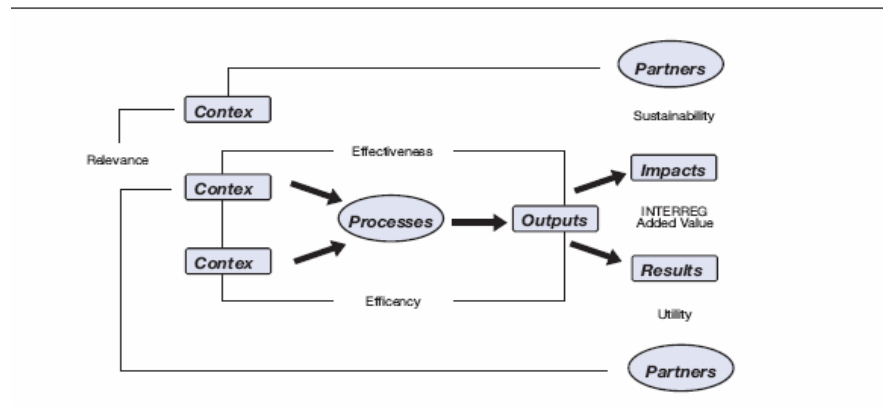 Partners
Contex
Sustainability
Effectiveness
Relevance
Impacts
Contex
Processes
Outputs
INTERREG
Added Value
Contex
Results
Efficency
Utility
Partners